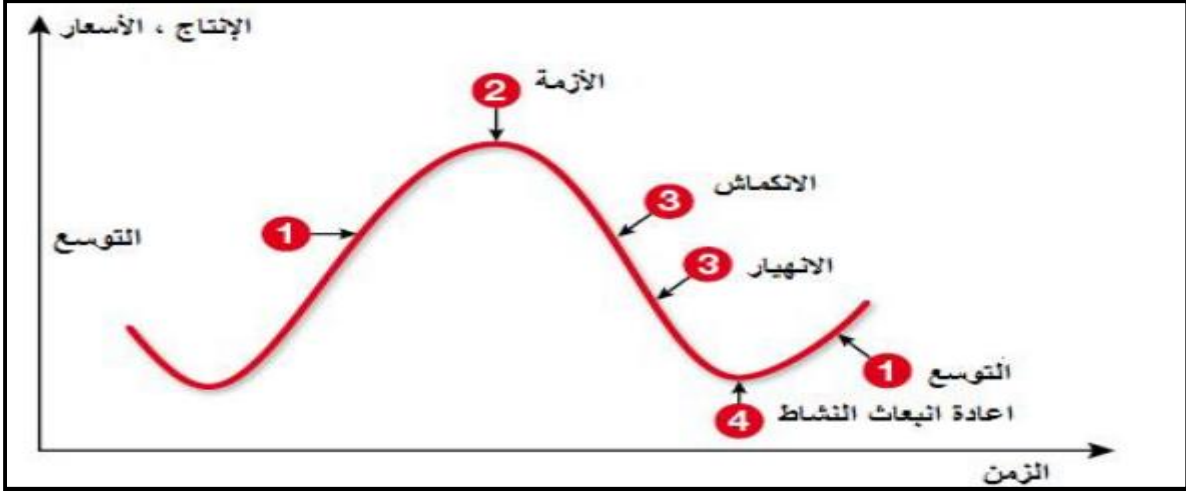 الإنتاج ، الأسعار
2 الأزمة
3 الانكماش
1
التوسع
3 الانهيار
1 التوسع
4 اعادة انبعاث النشاط
الزمن